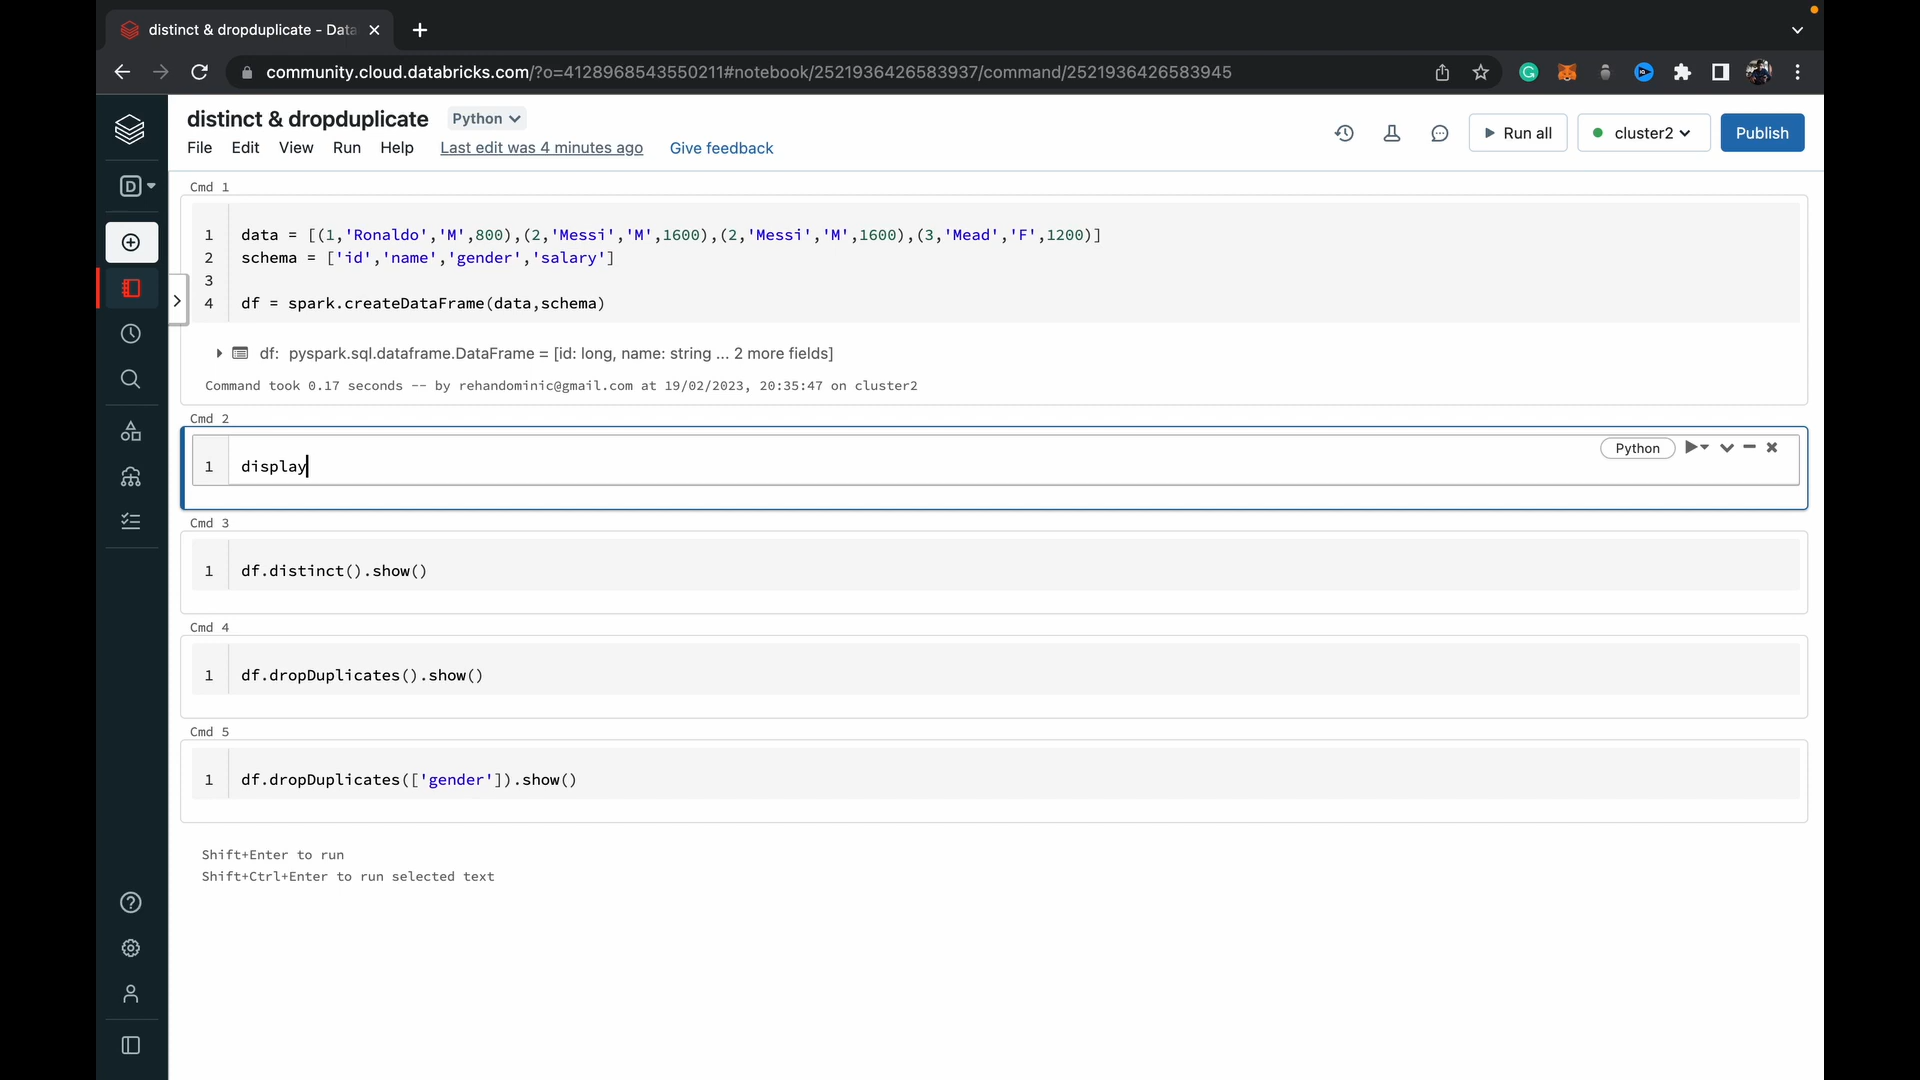 distinct & dropduplicate - Data
community.cloud.databricks.com/?o=4128968543550211#notebook/2521936426583937/command/2521936426583945
distinct & dropduplicate Python
File Edit View Run Help Last edit was 4 minutes ago Give feedback
Run all cluster2 Publish
D
Cmd 1
1 data = [(1,'Ronaldo','M',800),(2,'Messi','M',1600),(2,'Messi','M',1600),(3,'Mead','F',1200)]
2 schema = ['id','name','gender','salary']
3
4 df = spark.createDataFrame(data,schema)
df: pyspark.sql.dataframe.DataFrame = [id: long, name: string ... 2 more fields]
Command took 0.17 seconds -- by rehandominic@gmail.com at 19/02/2023, 20:35:47 on cluster2
Cmd 2
Python
1 display
Cmd 3
1 df.distinct().show()
Cmd 4
1 df.dropDuplicates().show()
Cmd 5
1 df.dropDuplicates(['gender']).show()
Shift+Enter to run
Shift+Ctrl+Enter to run selected text